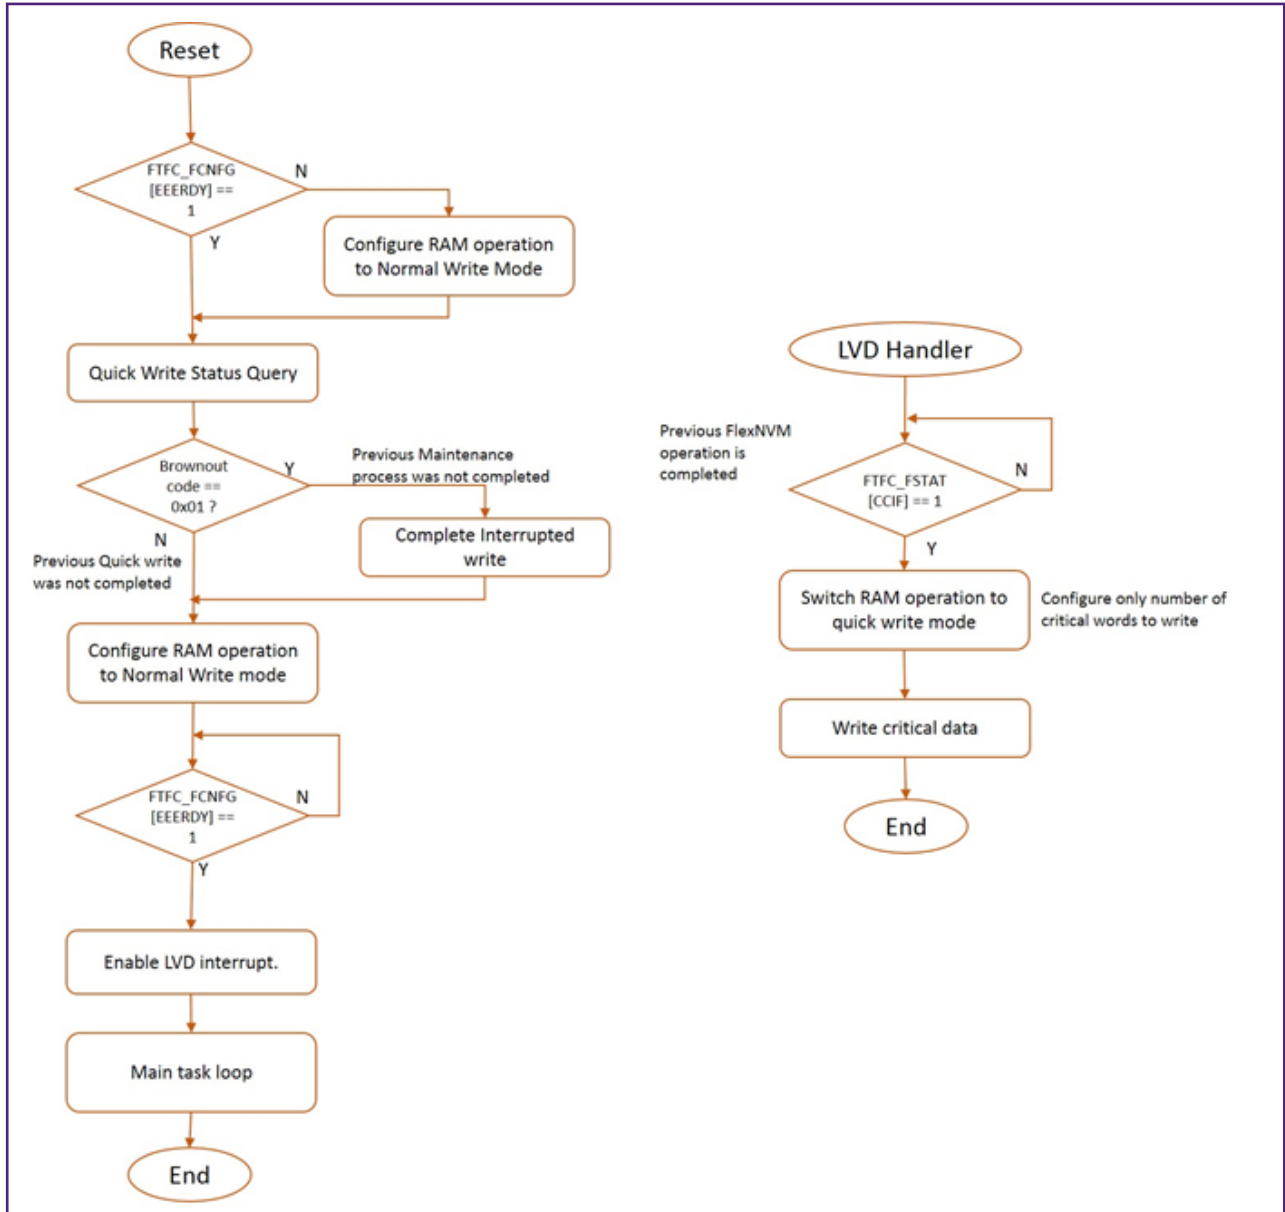 Reset
FTFC_FCNFG
[EEERDY] ==
1
N
Y
Configure RAM operation
to Normal Write Mode
Quick Write Status Query
Brownout
code ==
0x01 ?
Y
Previous Maintenance
process was not completed
N
Previous Quick write
was not completed
Complete Interrupted
write
Configure RAM operation
to Normal Write mode
FTFC_FCNFG
[EEERDY] ==
1
N
Y
Enable LVD interrupt.
Main task loop
End
LVD Handler
Previous FlexNVM
operation is
completed
FTFC_FSTAT
[CCIF] == 1
N
Y
Switch RAM operation to
quick write mode
Configure only number of
critical words to write
Write critical data
End